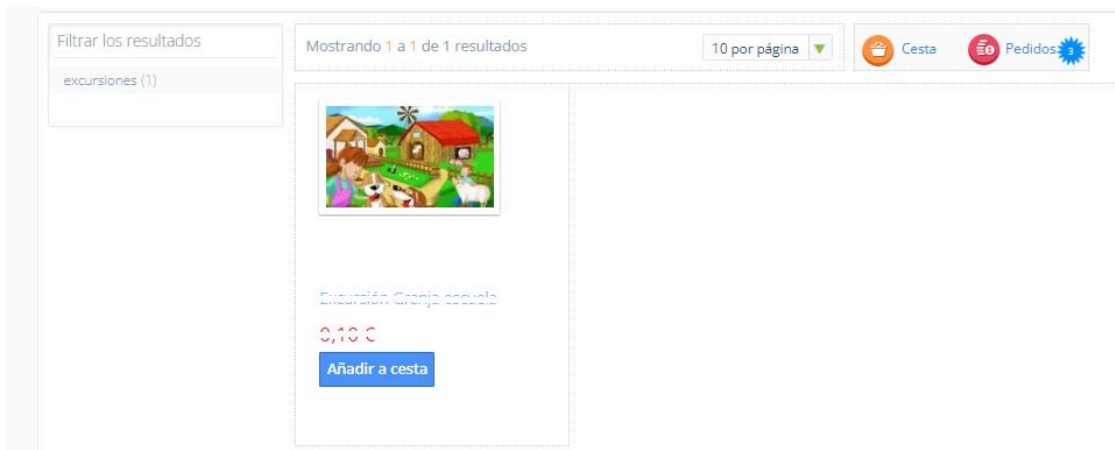 Filtrar los resultados
excursiones (1)
Mostrando 1 a 1 de 1 resultados
10 por página
Cesta
Pedidos
3
Excursión Granja escuela
0,10 €
Añadir a cesta